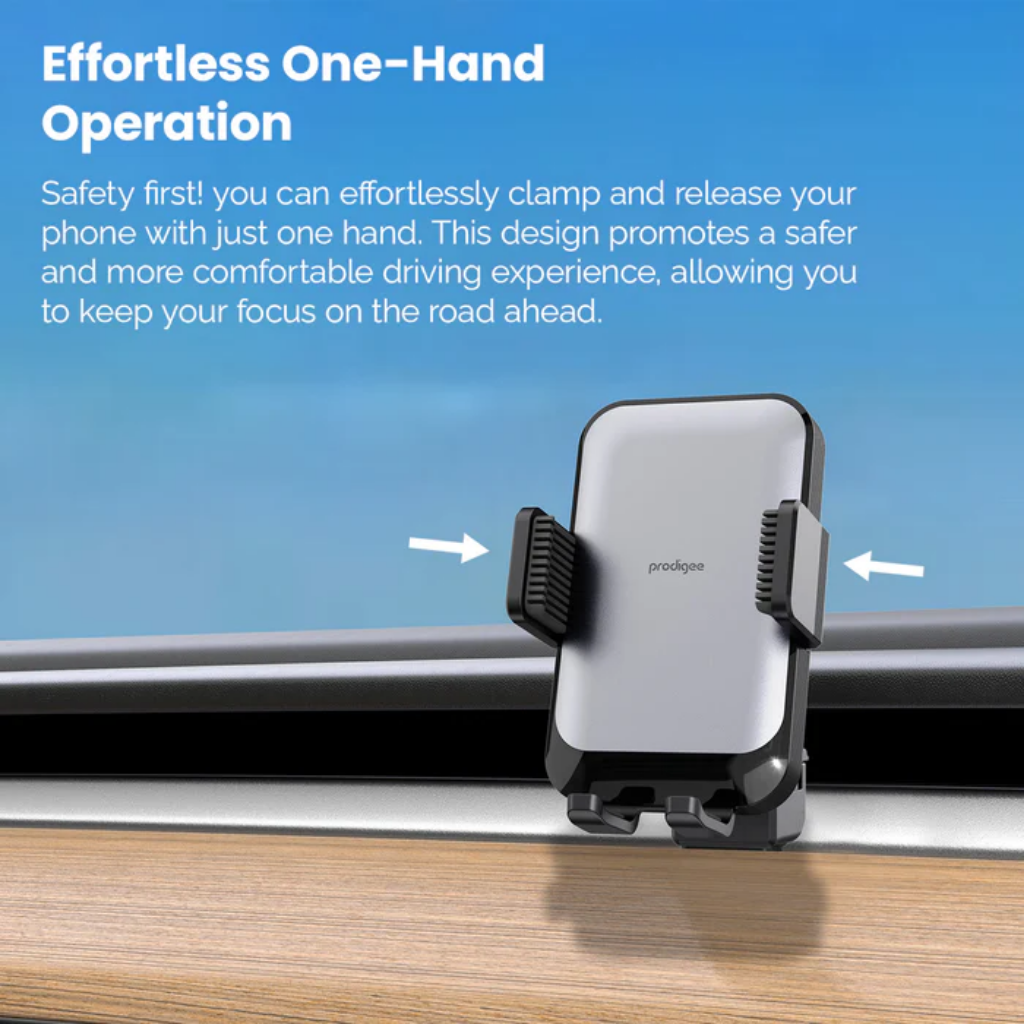 Effortless One-Hand
Operation
Safety first! you can effortlessly clamp and release your
phone with just one hand. This design promotes a safer
and more comfortable driving experience, allowing you
to keep your focus on the road ahead.
prodigee